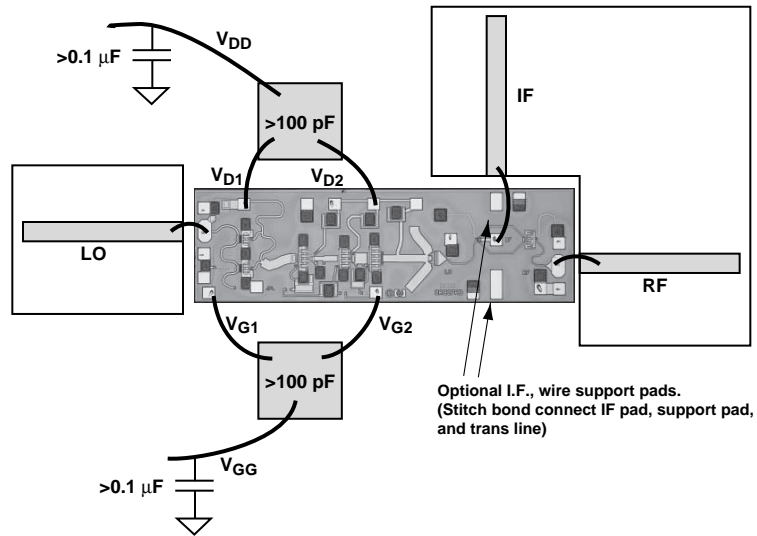 VDD
>0.1 μF
IF
>100 pF
VD1
VD2
LO
RF
VG1
VG2
>100 pF
Optional I.F., wire support pads.
(Stitch bond connect IF pad, support pad,
and trans line)
VGG
>0.1 μF